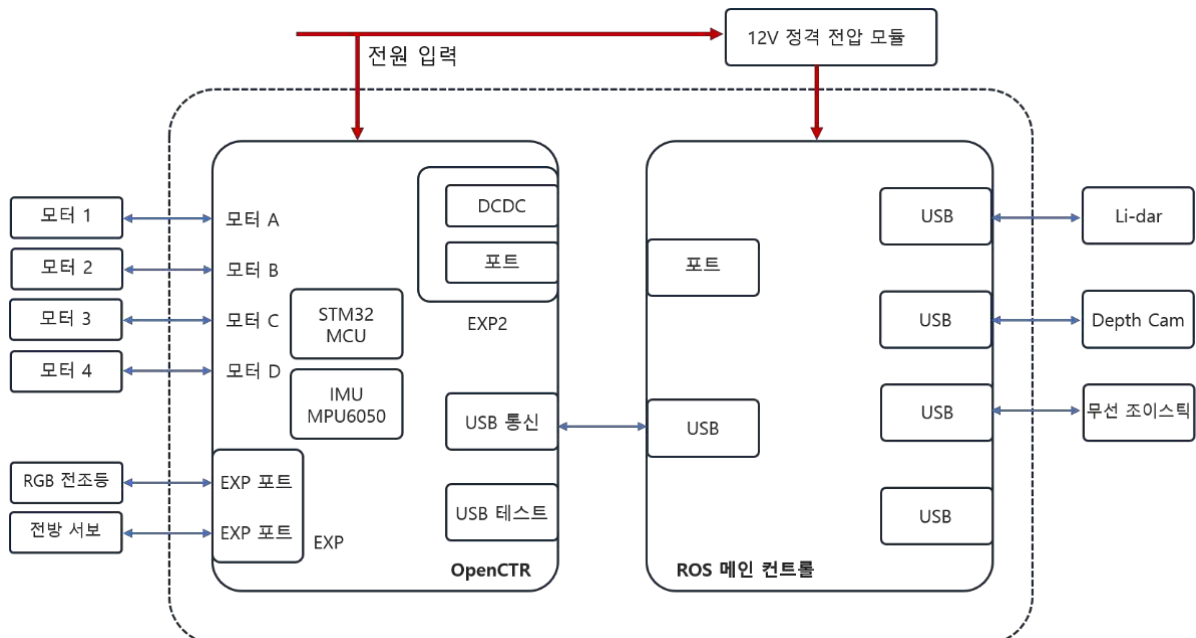 12V 정격 전압 모듈
전원 입력
모터 1
모터 2
모터 3
모터 4
RGB 전조등
전방 서보
모터 A
모터 B
모터 C
모터 D
STM32
MCU
IMU
MPU6050
EXP 포트
EXP 포트
EXP
DCDC
포트
EXP2
USB 통신
USB 테스트
OpenCTR
포트
USB
ROS 메인 컨트롤
USB
USB
USB
USB
Li-dar
Depth Cam
무선 조이스틱